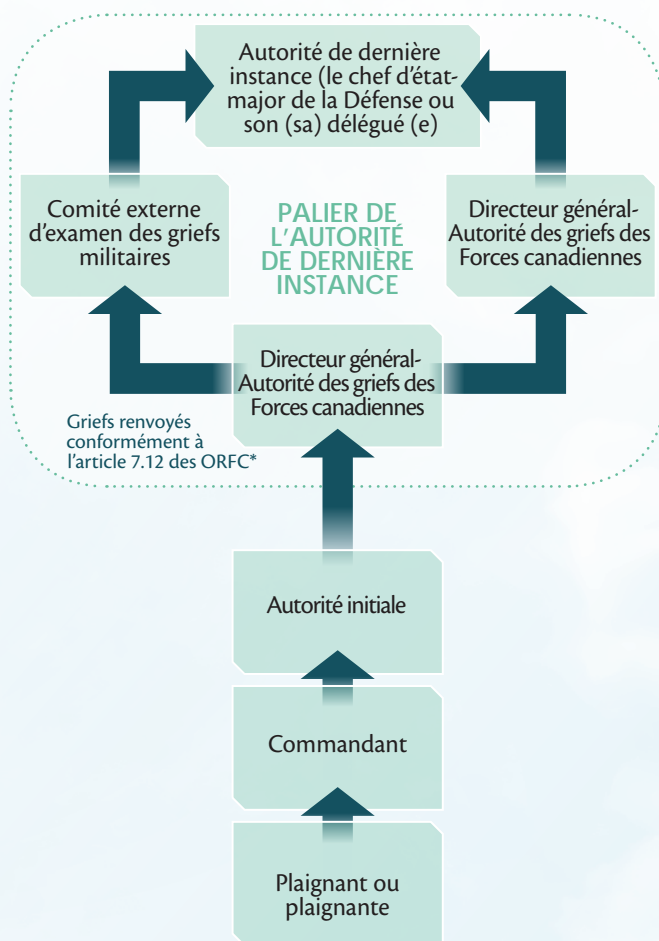 Autorité de dernière
instance (le chef d'état-
major de la Défense ou
son (sa) délégué (e)
Comité externe
d'examen des griefs
militaires
PALIER DE
L'AUTORITÉ
DE DERNIÈRE
INSTANCE
Directeur général-
Autorité des griefs des
Forces canadiennes
Directeur général-
Autorité des griefs des
Forces canadiennes
Griefs renvoyés
conformément à
l'article 7.12 des ORFC*
Autorité initiale
Commandant
Plaignant ou
plaignante